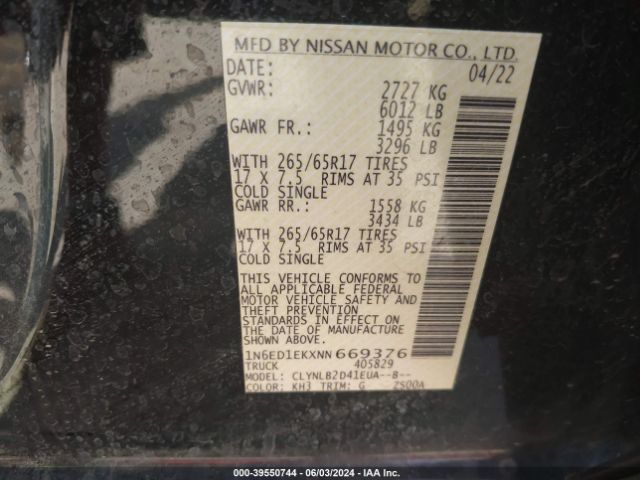 MFD BY NISSAN MOTOR CO., LTD.
DATE: 04/22
GVWR: 2727 KG
6012 LB
GAWR FR.: 1495 KG
3296 LB
WITH 265/65R17 TIRES
17 X 7.5 RIMS AT 35 PSI
COLD SINGLE
GAWR RR.: 1558 KG
3434 LB
WITH 265/65R17 TIRES
17 X 7.5 RIMS AT 35 PSI
COLD SINGLE
THIS VEHICLE CONFORMS TO
ALL APPLICABLE FEDERAL
MOTOR VEHICLE SAFETY AND
THEFT PREVENTION
STANDARDS IN EFFECT ON
THE DATE OF MANUFACTURE
SHOWN ABOVE.
1N6ED1EKXNN669376
TRUCK 405829
MODEL: CLYNLB2D41EUA--B--
COLOR: KH3 TRIM: G ZS00A
000-39550744 - 06/03/2024 - IAA Inc.